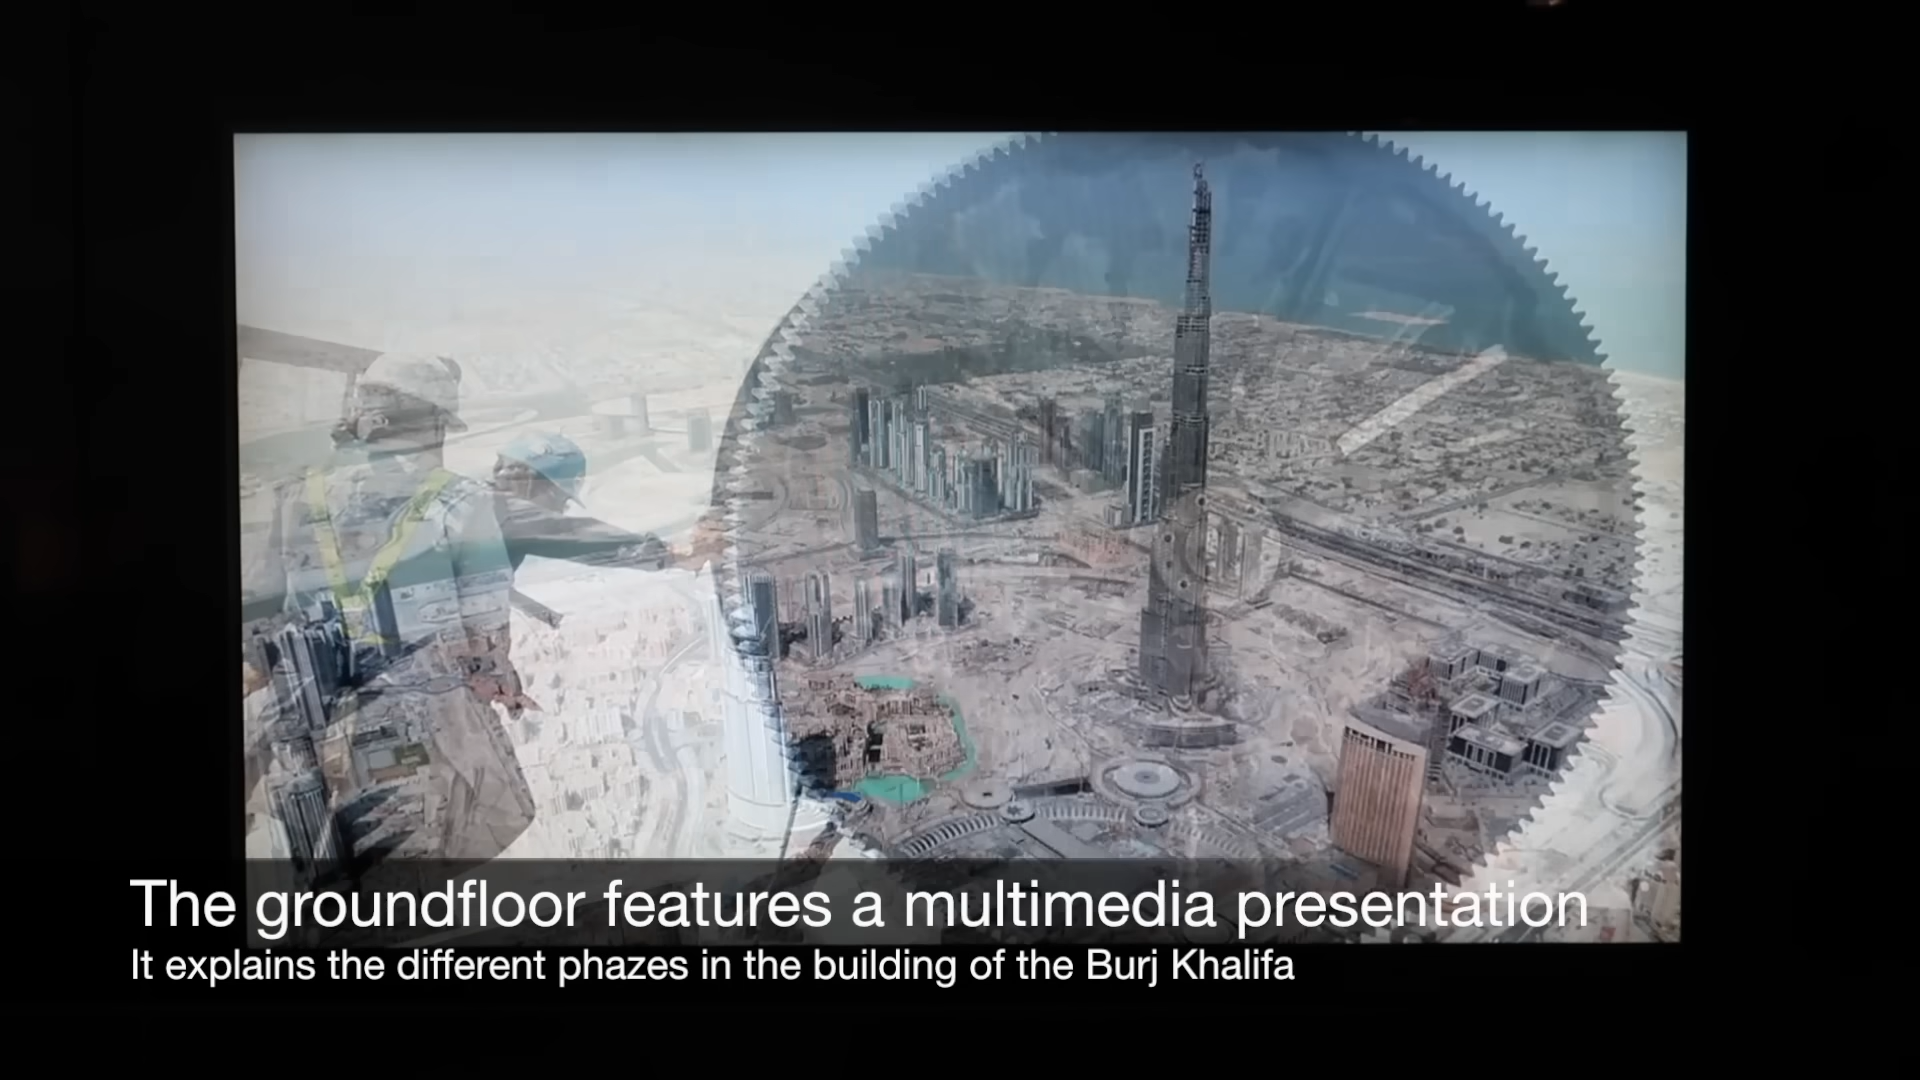 The groundfloor features a multimedia presentation
It explains the different phazes in the building of the Burj Khalifa